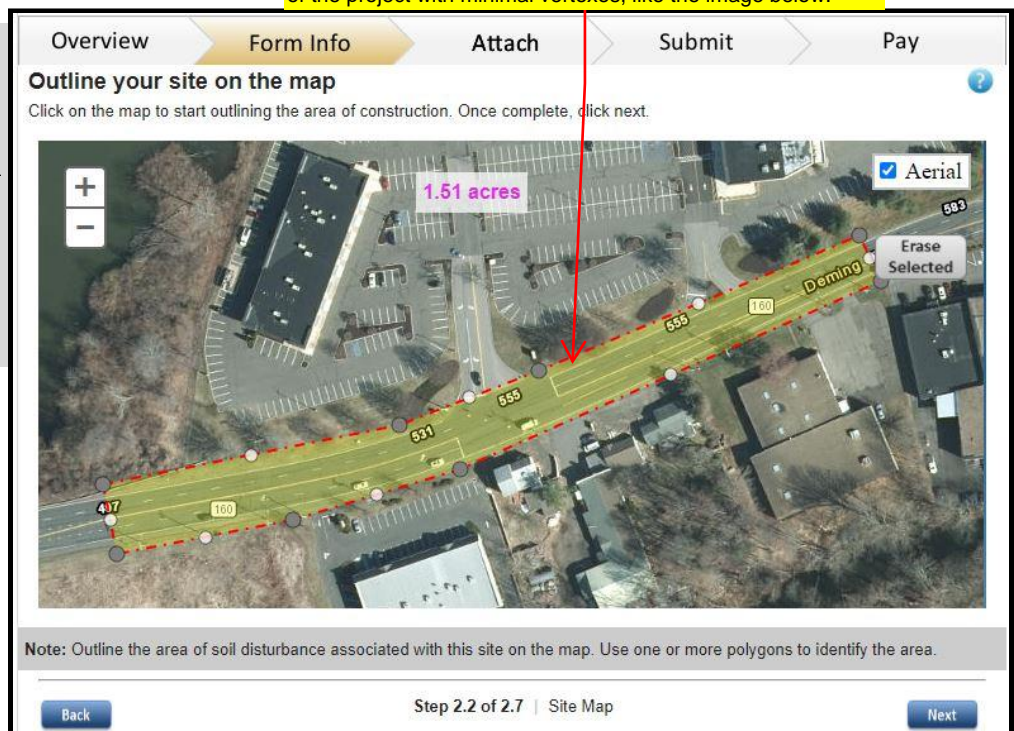 of the project with minimal vertexes, like the image below.
Overview Form Info Attach Submit Pay
Outline your site on the map
?
Click on the map to start outlining the area of construction. Once complete, click next.
+
−
1.51 acres
Aerial
583
Erase
Selected
Deming
160
555
555
531
497
160
Note: Outline the area of soil disturbance associated with this site on the map. Use one or more polygons to identify the area.
Back
Step 2.2 of 2.7 | Site Map
Next